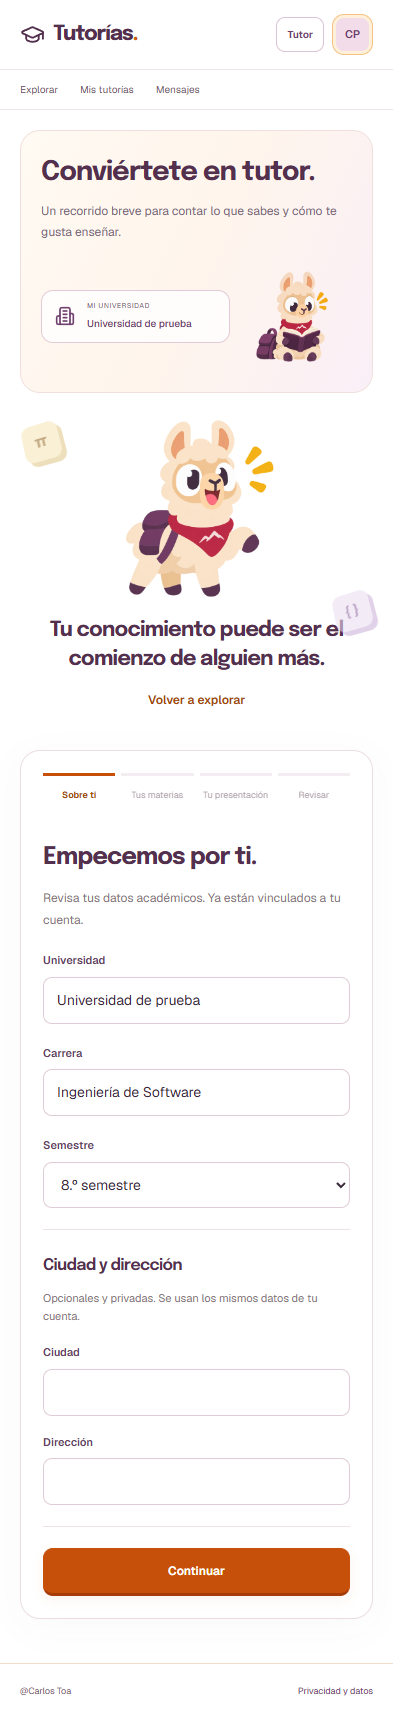 Tutorías.
Tutor
CP
Explorar
Mis tutorías
Mensajes
Conviértete en tutor.
Un recorrido breve para contar lo que sabes y cómo te
gusta enseñar.
MI UNIVERSIDAD
Universidad de prueba
π
{ }
Tu conocimiento puede ser el
comienzo de alguien más.
Volver a explorar
Sobre ti
Tus materias
Tu presentación
Revisar
Empecemos por ti.
Revisa tus datos académicos. Ya están vinculados a tu
cuenta.
Universidad
Universidad de prueba
Carrera
Ingeniería de Software
Semestre
8.º semestre
Ciudad y dirección
Opcionales y privadas. Se usan los mismos datos de tu
cuenta.
Ciudad
Dirección
Continuar
@Carlos Toa
Privacidad y datos